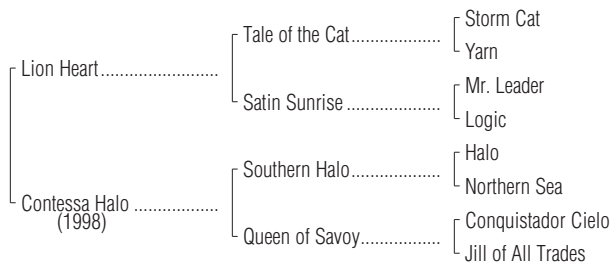 Storm Cat
Tale of the Cat...................
Yarn
Lion Heart.........................
Mr. Leader
Satin Sunrise ....................
Logic
Halo
Southern Halo...................
Northern Sea
Contessa Halo ..................
(1998)
Conquistador Cielo
Queen of Savoy.................
Jill of All Trades